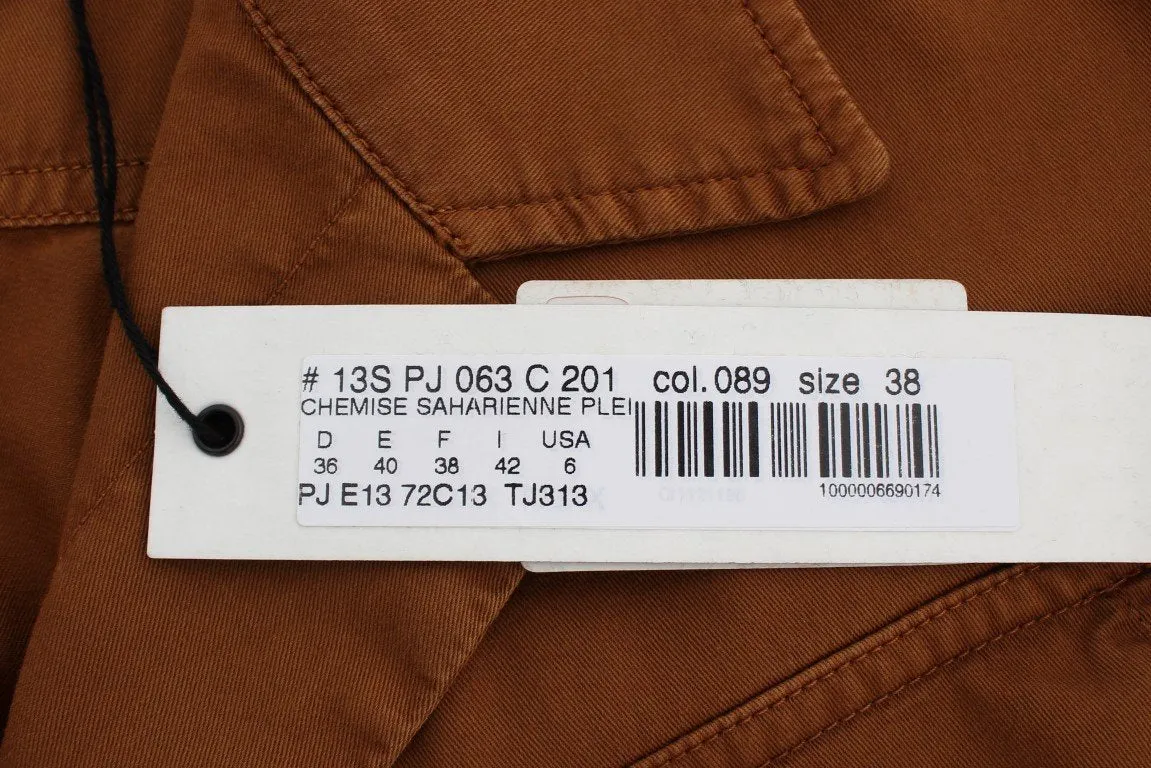 # 13S PJ 063 C 201 col.089 size 38
CHEMISE SAHARIENNE PLEI
D E F I USA
36 40 38 42 6
PJ E13 72C13 TJ313
1000006690174